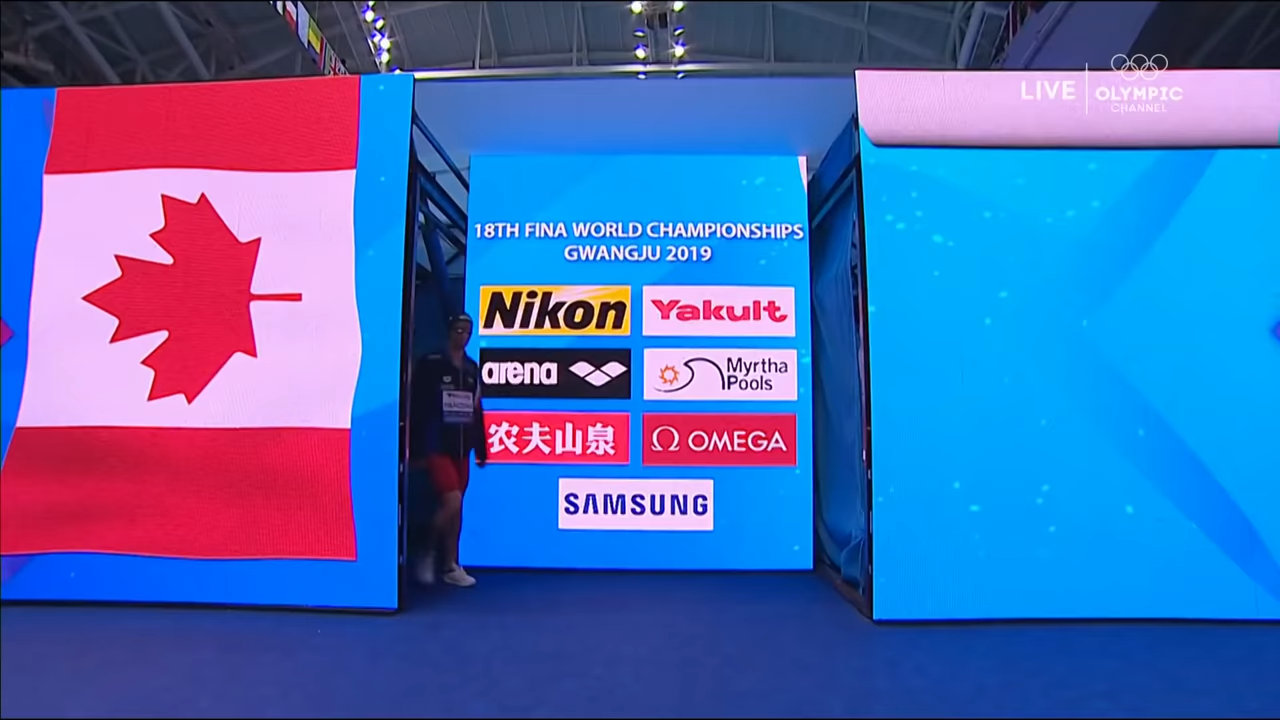 LIVE
OLYMPIC
CHANNEL
18TH FINA WORLD CHAMPIONSHIPS
GWANGJU 2019
Nikon
Yakult
arena
Myrtha
Pools
农夫山泉
Ω OMEGA
SAMSUNG